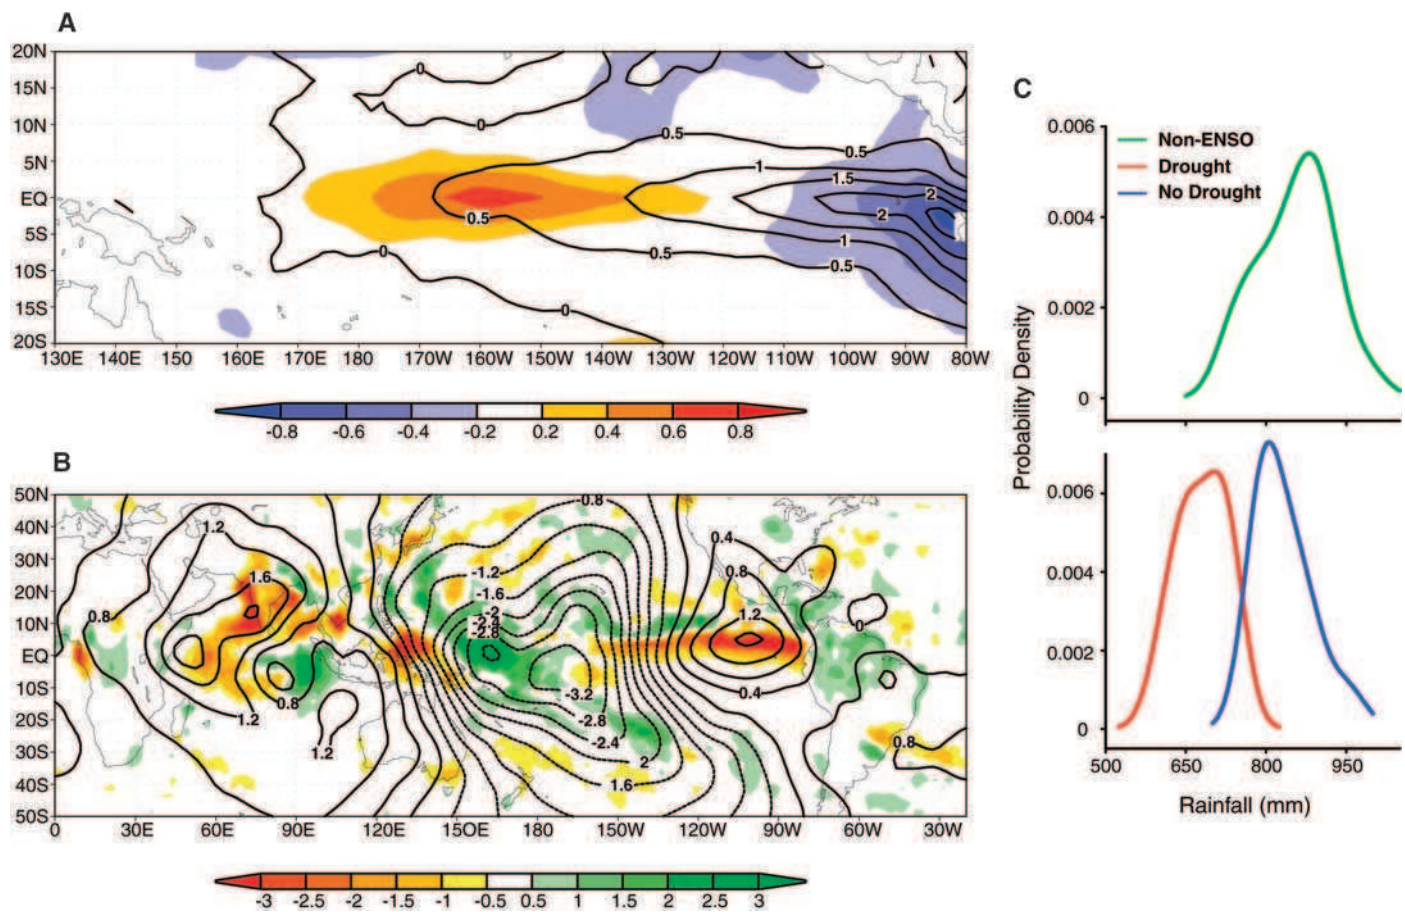 A
20N
15N
10N
5N
EQ
5S
10S
15S
20S
0
0
0.5
0.5
1
1.5
2
2
0.5
1
0.5
0.5
0
0
130E 140E 150 160E 170E 180 170W 160W 150W 140W 130W 120W 110W 100W 90W 80W
-0.8 -0.6 -0.4 -0.2 0.2 0.4 0.6 0.8
B
50N
40N
30N
20N
10N
EQ
10S
20S
30S
40S
50S
0.8
1.2
0.4
-1.2
1.6
0.8
-1.6
-2
1.2
0.8
-2.4
0
-2.8
0.8
-3.2
0.4
1.2
-2.8
-2.4
0.8
1.2
2
1.6
0 30E 60E 90E 120E 150E 180 150W 120W 90W 60W 30W
-3 -2.5 -2 -1.5 -1 -0.5 0.5 1 1.5 2 2.5 3
C
Probability Density
0.006
0.004
0.002
0
Non-ENSO
Drought
No Drought
0.006
0.004
0.002
0
500 650 800 950
Rainfall (mm)